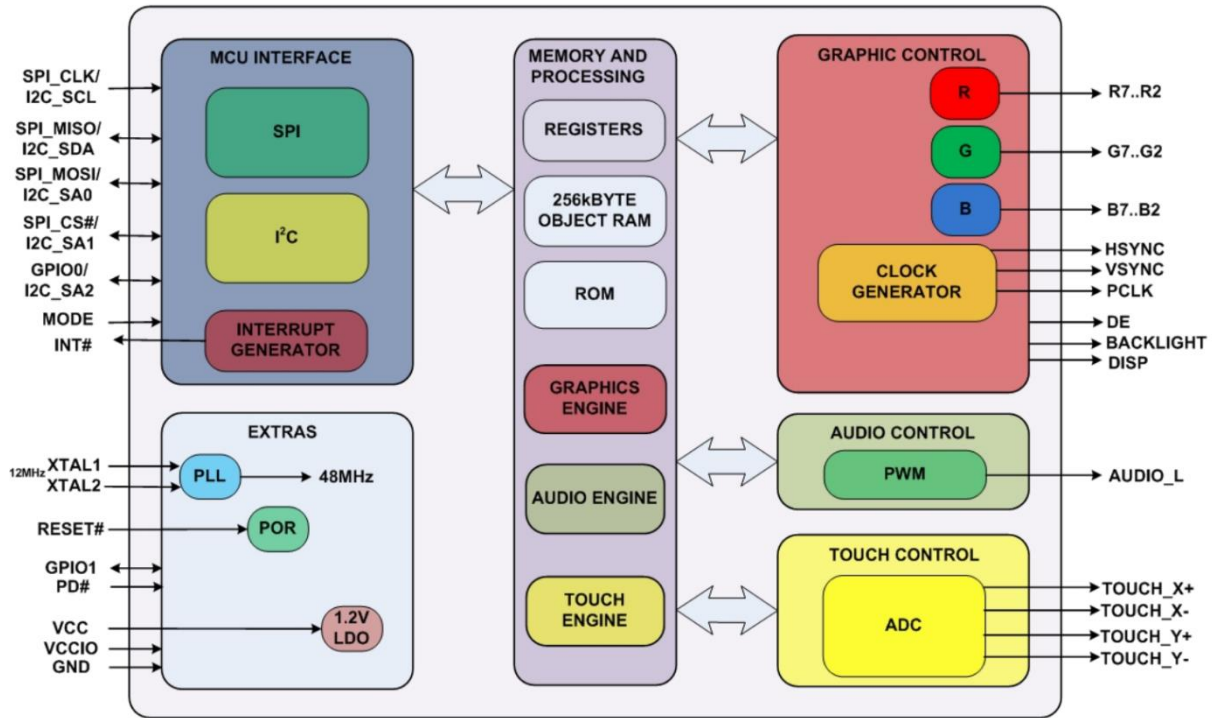 MCU INTERFACE
SPI_CLK/
I2C_SCL
SPI_MISO/
I2C_SDA
SPI_MOSI/
I2C_SA0
SPI_CS#/
I2C_SA1
GPIO0/
I2C_SA2
MODE
INT#
SPI
I²C
INTERRUPT
GENERATOR
EXTRAS
12MHz XTAL1
XTAL2
PLL
48MHz
RESET#
POR
GPIO1
PD#
VCC
VCCIO
GND
1.2V
LDO
MEMORY AND
PROCESSING
REGISTERS
256kBYTE
OBJECT RAM
ROM
GRAPHICS
ENGINE
AUDIO ENGINE
TOUCH
ENGINE
GRAPHIC CONTROL
R
R7..R2
G
G7..G2
B
B7..B2
CLOCK
GENERATOR
HSYNC
VSYNC
PCLK
DE
BACKLIGHT
DISP
AUDIO CONTROL
PWM
AUDIO_L
TOUCH CONTROL
ADC
TOUCH_X+
TOUCH_X-
TOUCH_Y+
TOUCH_Y-